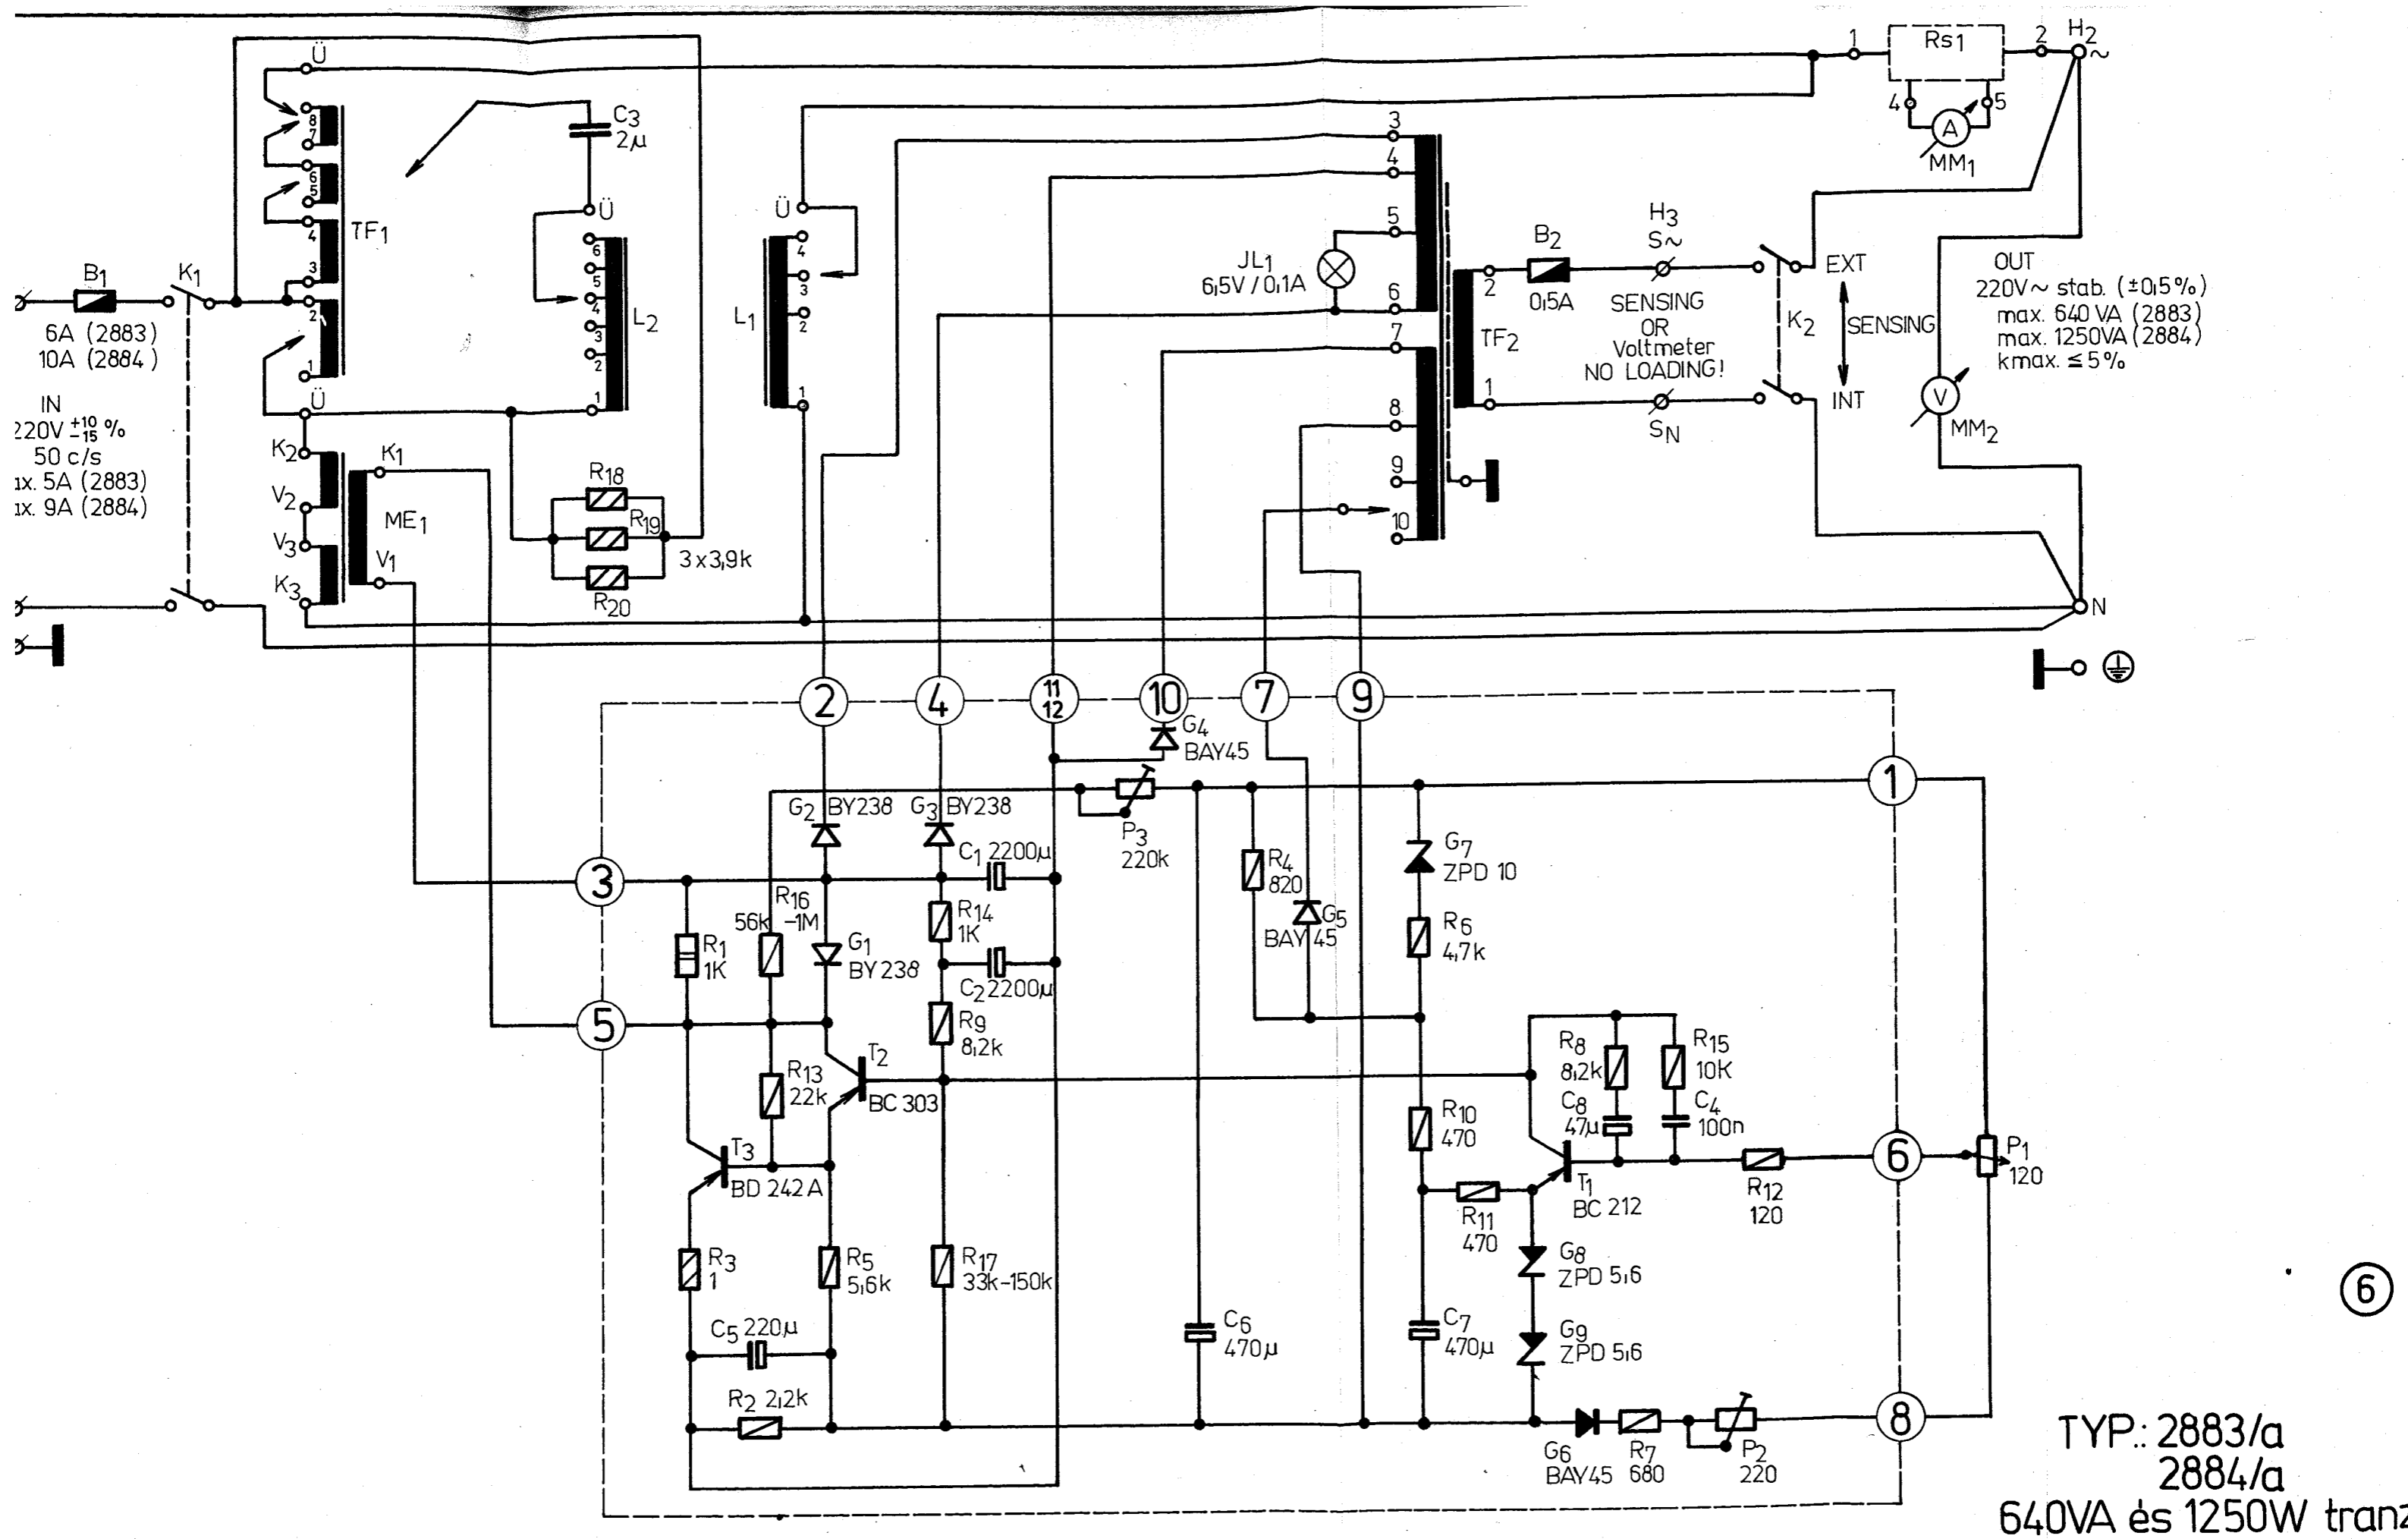 Ü
8
7
6
5
4
3
2
1
TF1
Ü
B1
6A (2883)
10A (2884)
K1
IN
220V +10 -15 %
50 c/s
5A (2883)
9A (2884)
K2
V2
V3
K3
K1
V1
ME1
C3
2µ
Ü
6
5
4
3
2
1
L2
R18
R19
R20
3x3,9k
Ü
4
3
2
1
L1
JL1
6,5V/0,1A
3
4
5
6
7
8
9
10
TF2
2
1
B2
0,5A
H3
S~
SENSING
OR
Voltmeter
NO LOADING!
SN
K2
EXT
SENSING
INT
1
Rs1
2
H2
~
4
5
A
MM1
OUT
220V~ stab. (±0,5%)
max. 640 VA (2883)
max. 1250VA (2884)
kmax. ≤ 5%
V
MM2
N
2
4
11
12
10
7
9
1
3
5
6
8
G4
BAY45
G2 BY238
G3 BY238
P3
220k
C1 2200µ
R16
56k -1M
R14
1K
R1
1K
G1
BY238
C2 2200µ
R9
8,2k
R4
820
G5
BAY45
G7
ZPD 10
R6
4,7k
T2
BC 303
R13
22k
T3
BD 242A
R3
1
R5
5,6k
R17
33k-150k
C5 220µ
R2 2,2k
C6
470µ
C7
470µ
R10
470
R11
470
R8
8,2k
R15
10K
C8
47µ
C4
100n
T1
BC 212
R12
120
P1
120
G8
ZPD 5,6
G9
ZPD 5,6
G6
BAY45
R7
680
P2
220
6
TYP.: 2883/a
2884/a
640VA és 1250W